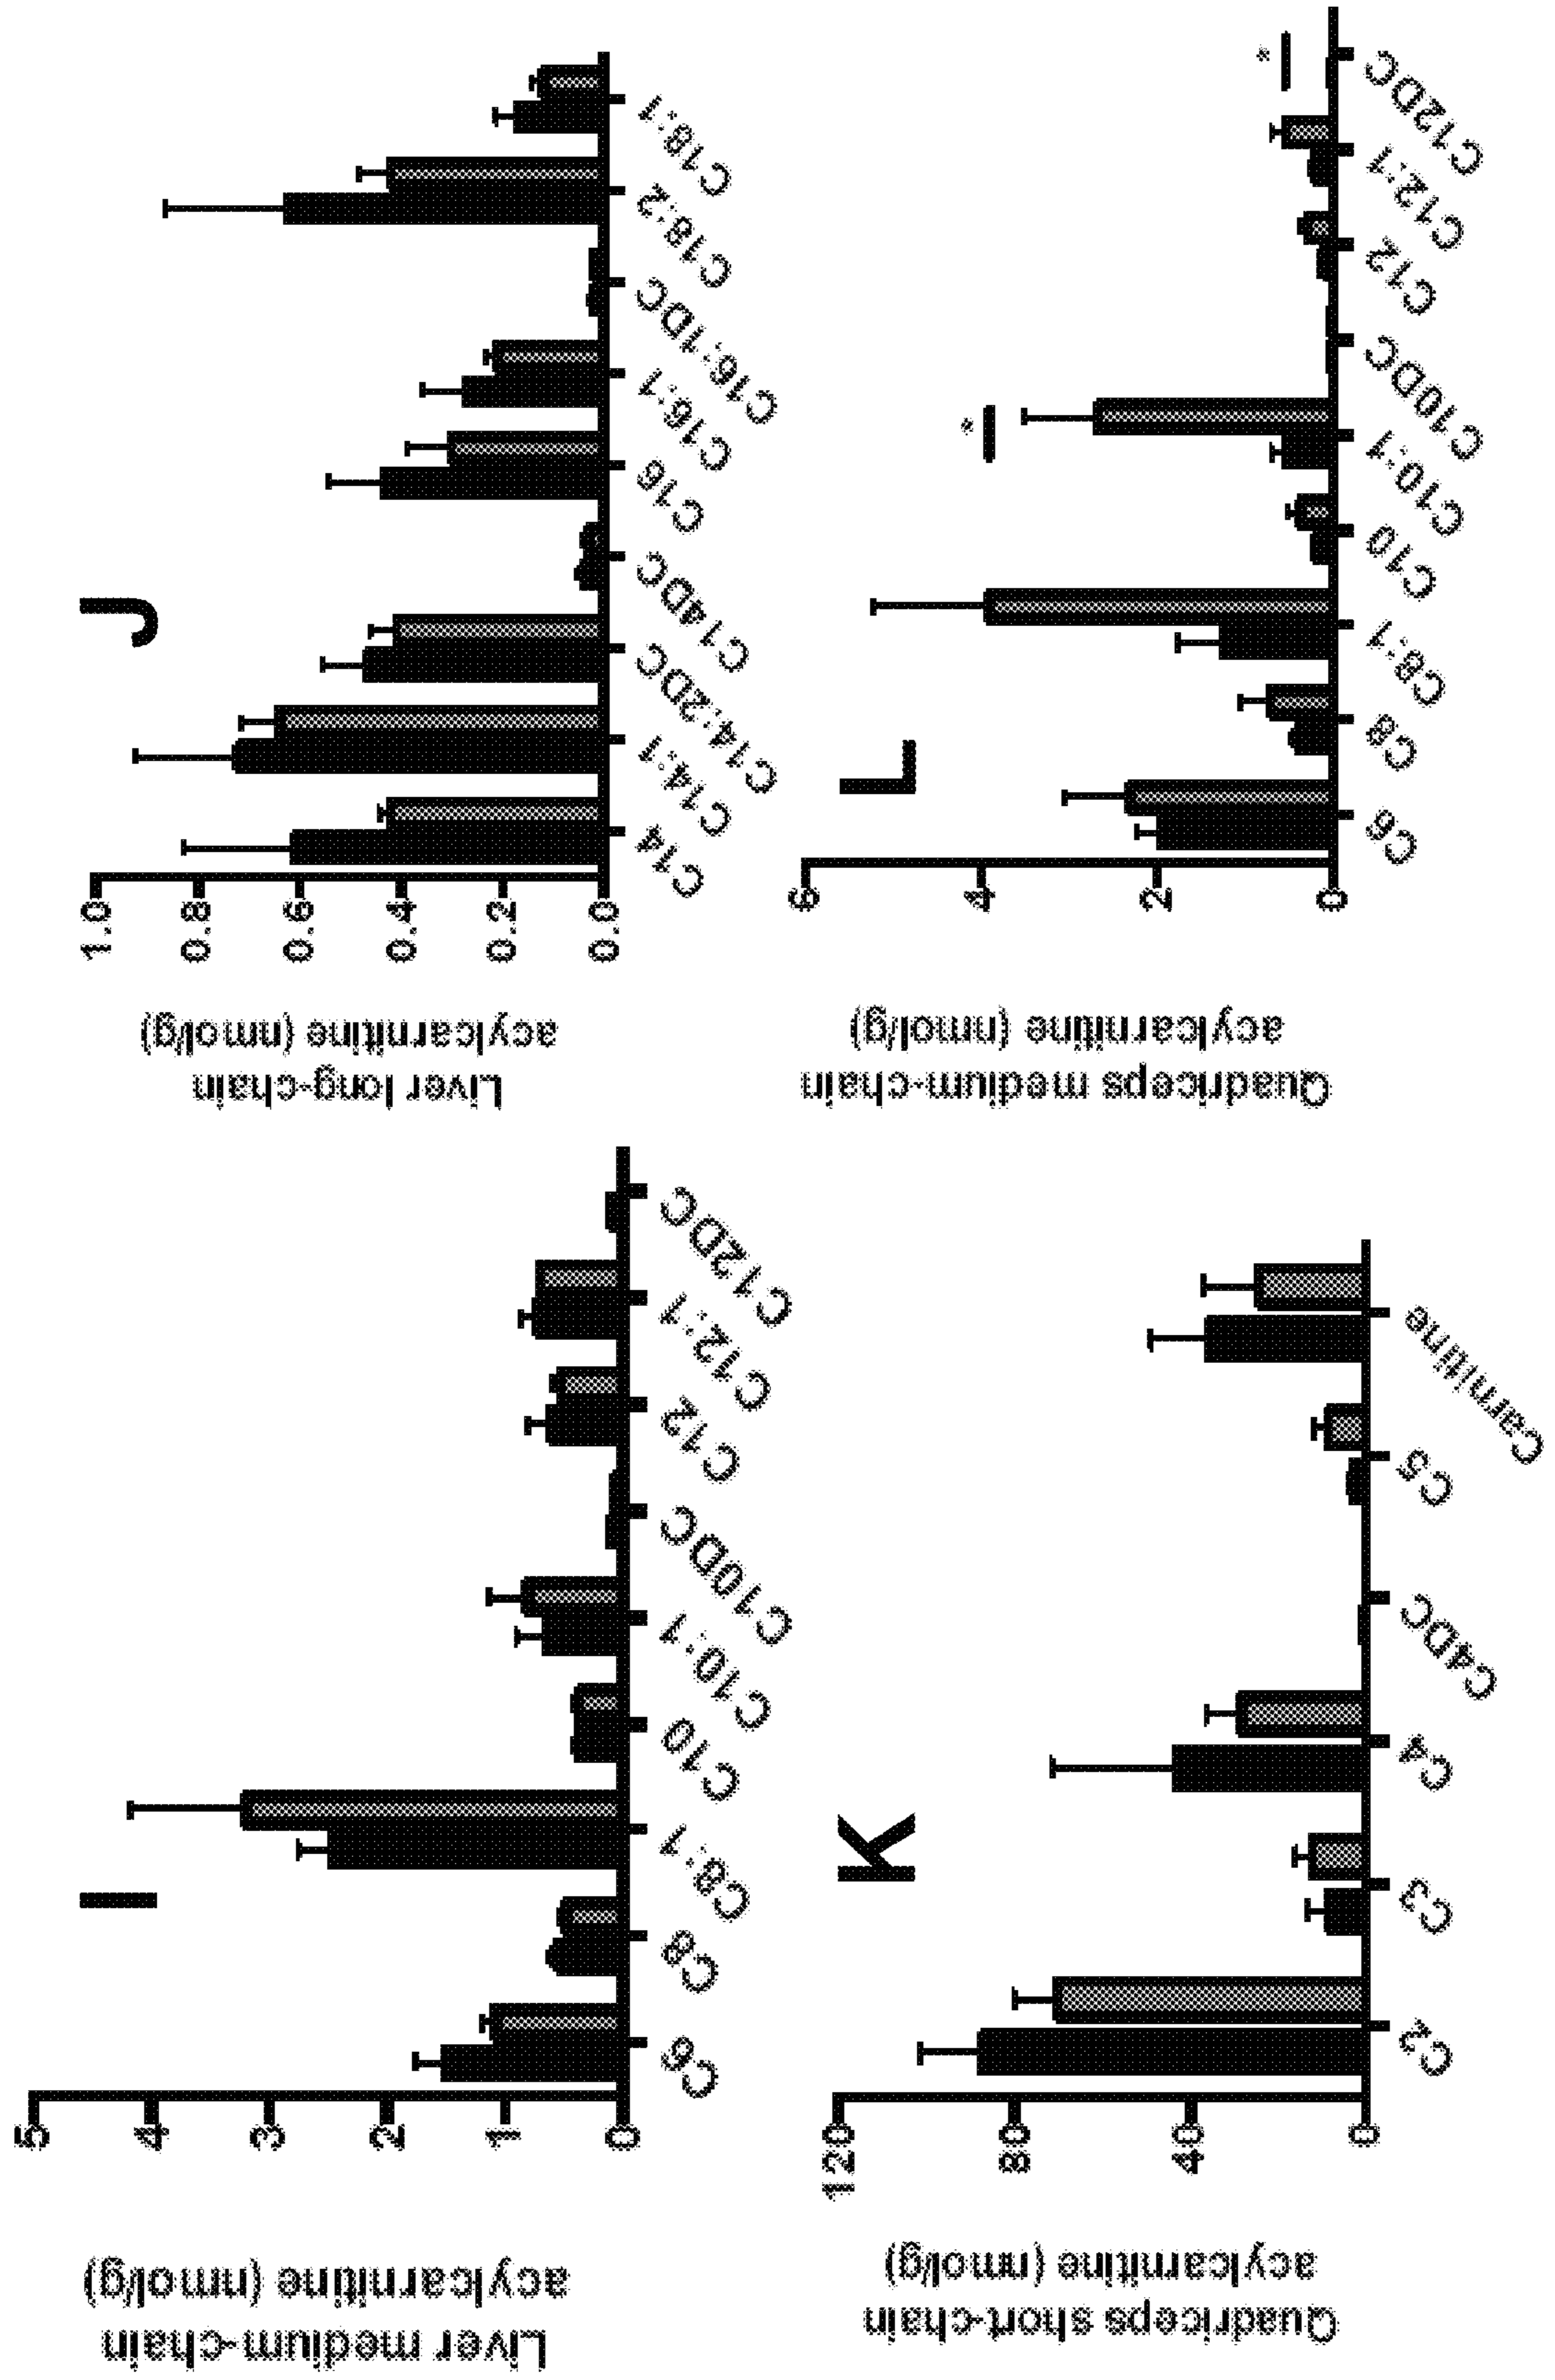 I
Liver medium-chain
acylcarnitine (nmol/g)
5
4
3
2
1
0
C6
C8
C8:1
C10
C10:1
C10DC
C12
C12:1
C12DC
J
Liver long-chain
acylcarnitine (nmol/g)
1.0
0.8
0.6
0.4
0.2
0.0
C14
C14:1
C14:2DC
C14DC
C16
C16:1
C16:1DC
C18:2
C18:1
K
Quadriceps short-chain
acylcarnitine (nmol/g)
120
80
40
0
C2
C3
C4
C4DC
C5
Carnitine
L
Quadriceps medium-chain
acylcarnitine (nmol/g)
6
4
2
0
C6
C8
C8:1
C10
C10:1
C10DC
C12
C12:1
C12DC
*
*